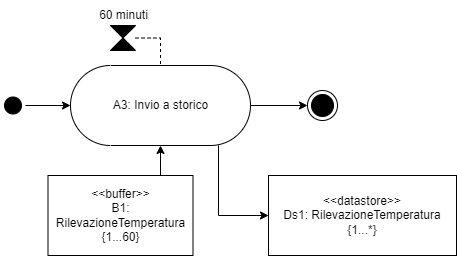 60 minuti
A3: Invio a storico
<<buffer>>
B1:
RilevazioneTemperatura
{1...60}
<<datastore>>
Ds1: RilevazioneTemperatura
{1...*}